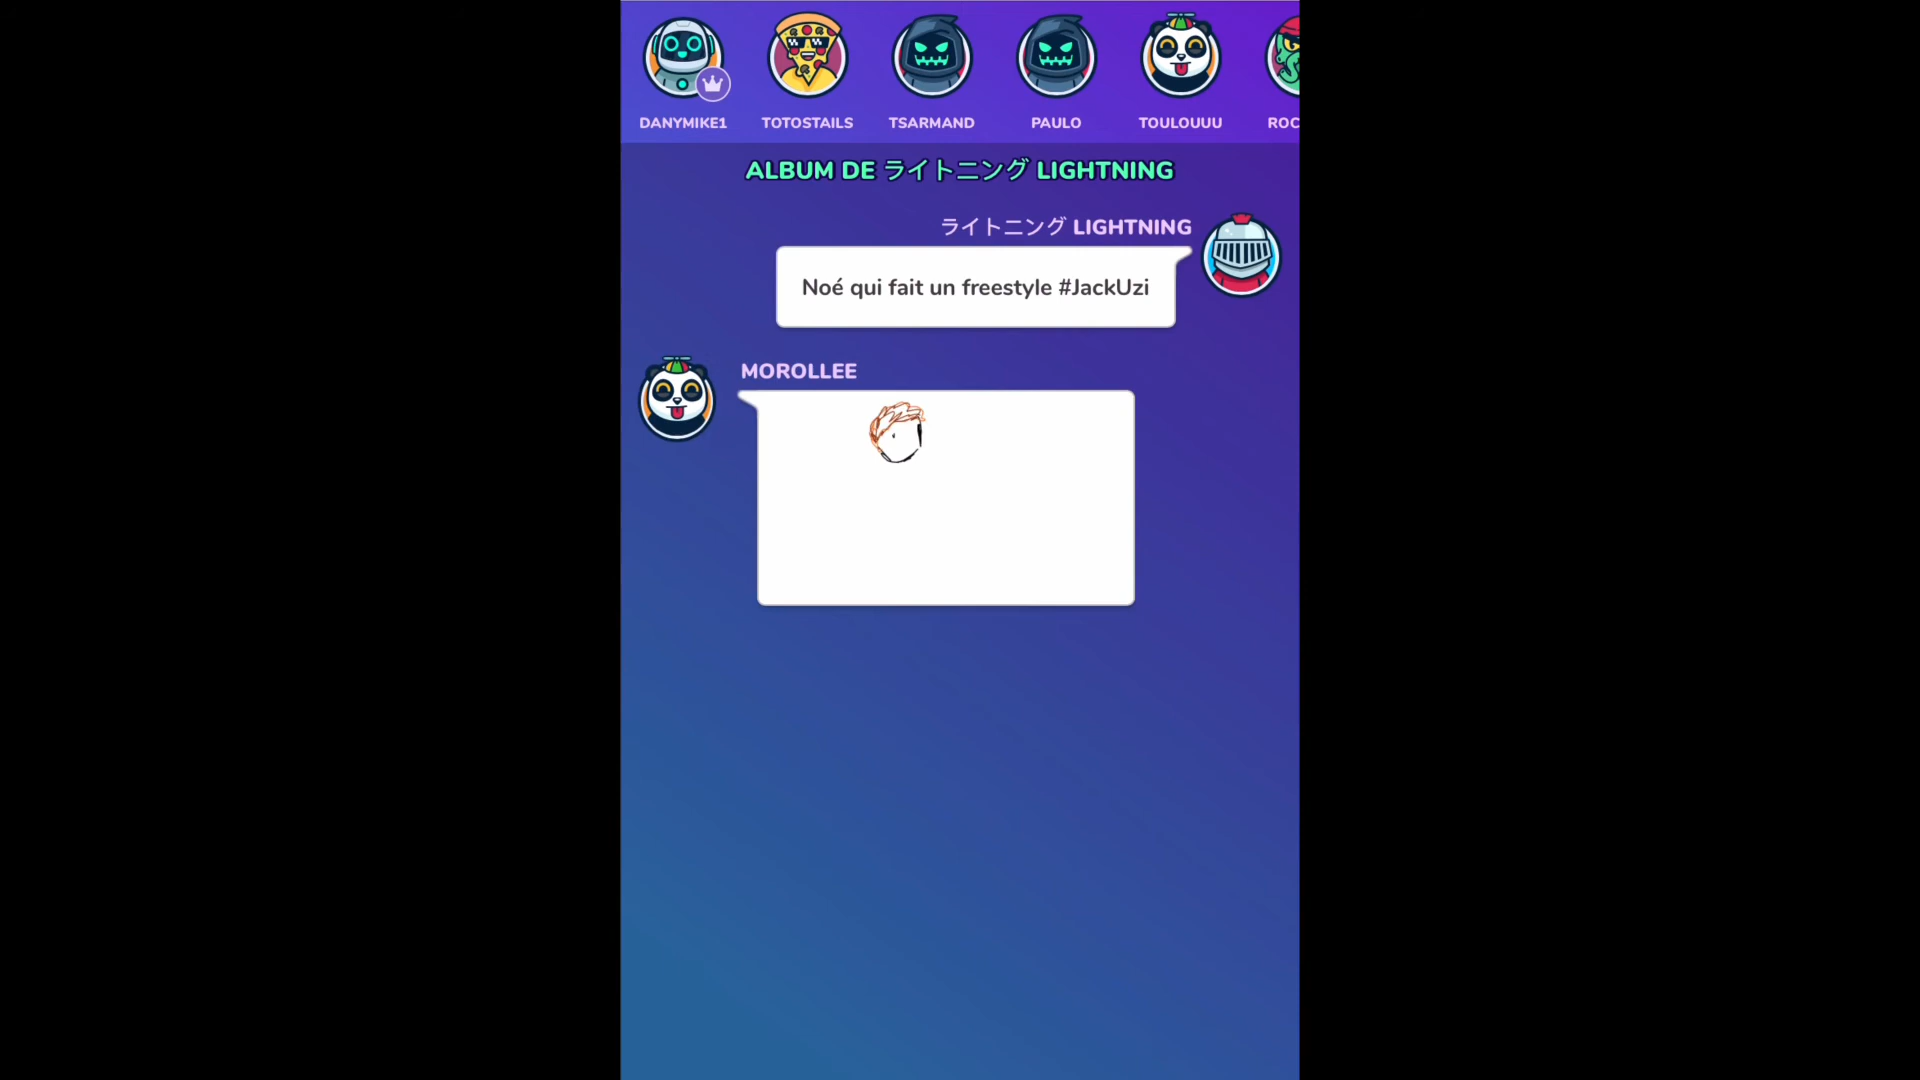 DANYMIKE1 TOTOSTAILS TSARMAND PAULO TOULOUUU ROC
ALBUM DE ライトニング LIGHTNING
ライトニング LIGHTNING
Noé qui fait un freestyle #JackUzi
MOROLLEE